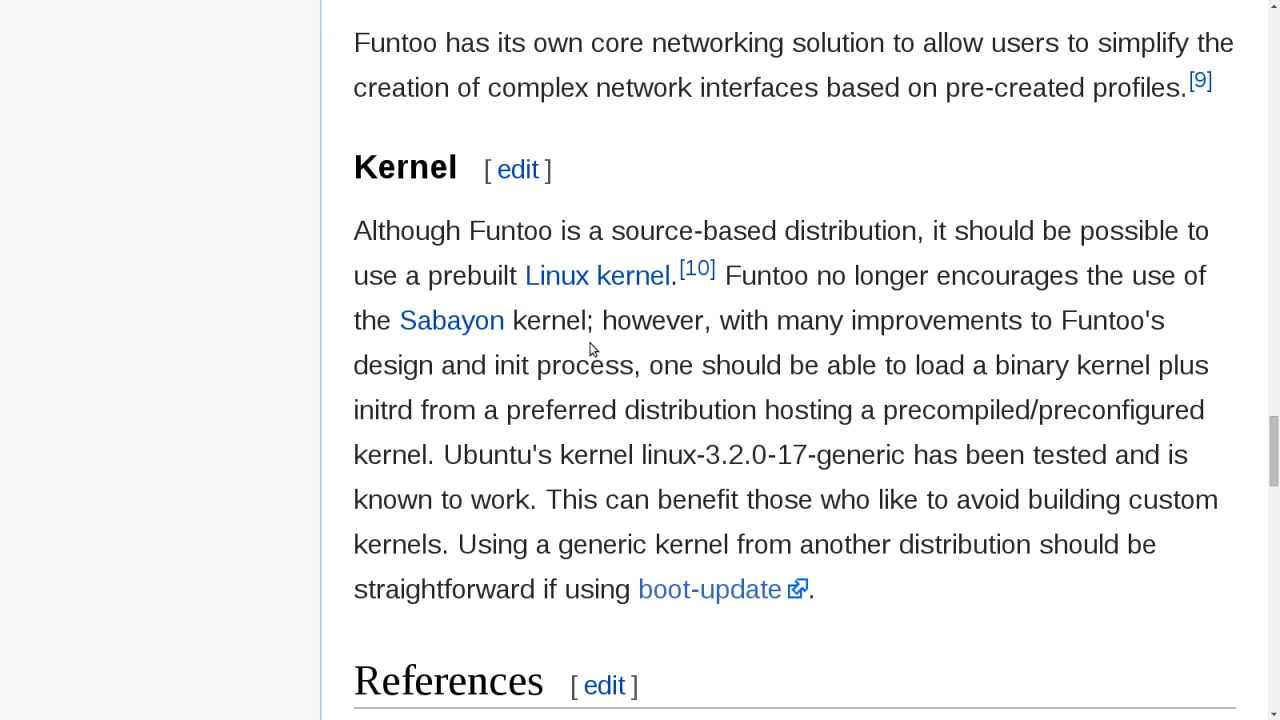 Funtoo has its own core networking solution to allow users to simplify the
creation of complex network interfaces based on pre-created profiles.[9]
Kernel [ edit ]
Although Funtoo is a source-based distribution, it should be possible to
use a prebuilt Linux kernel.[10] Funtoo no longer encourages the use of
the Sabayon kernel; however, with many improvements to Funtoo's
design and init process, one should be able to load a binary kernel plus
initrd from a preferred distribution hosting a precompiled/preconfigured
kernel. Ubuntu's kernel linux-3.2.0-17-generic has been tested and is
known to work. This can benefit those who like to avoid building custom
kernels. Using a generic kernel from another distribution should be
straightforward if using boot-update.
References [ edit ]